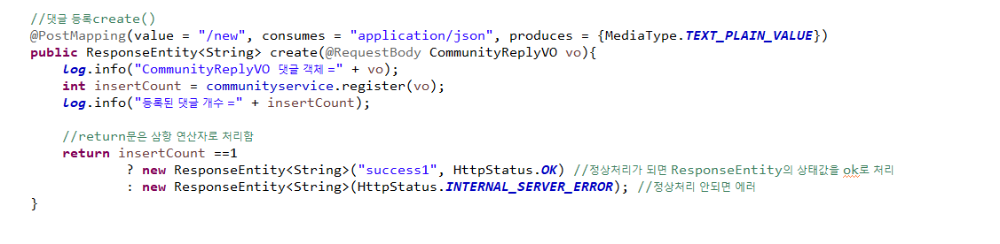 //댓글 등록create()
@PostMapping(value = "/new", consumes = "application/json", produces = {MediaType.TEXT_PLAIN_VALUE})
public ResponseEntity<String> create(@RequestBody CommunityReplyVO vo){
log.info("CommunityReplyVO 댓글 객체 =" + vo);
int insertCount = communityservice.register(vo);
log.info("등록된 댓글 개수 =" + insertCount);
//return문은 삼항 연산자로 처리함
return insertCount ==1
? new ResponseEntity<String>("success1", HttpStatus.OK) //정상처리가 되면 ResponseEntity의 상태값을 ok로 처리
: new ResponseEntity<String>(HttpStatus.INTERNAL_SERVER_ERROR); //정상처리 안되면 에러
}